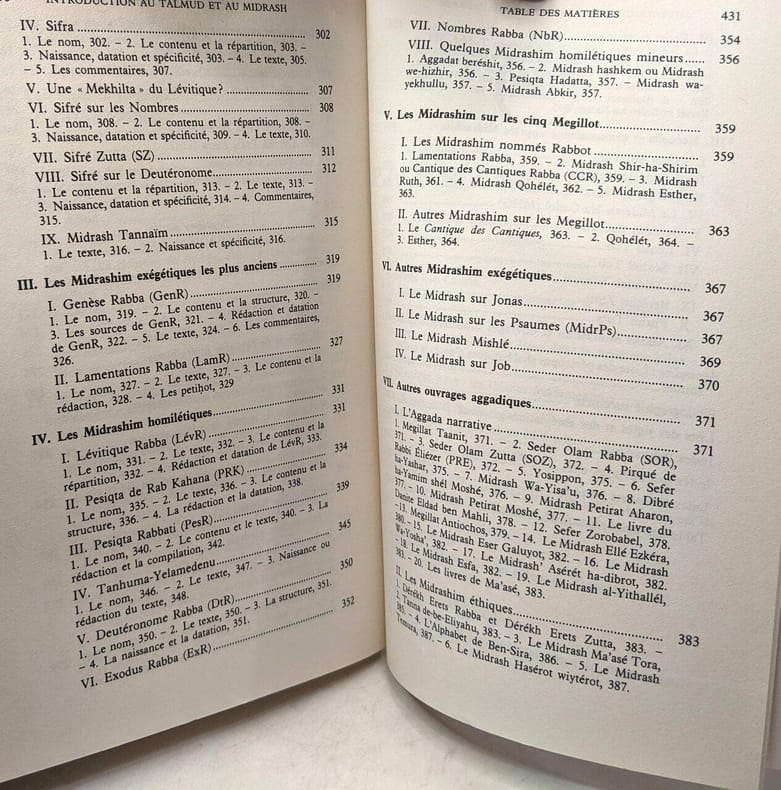 INTRODUCTION AU TALMUD ET AU MIDRASH
IV. Sifra 302
1. Le nom, 302. – 2. Le contenu et la répartition, 303. –
3. Naissance, datation et spécificité, 303. – 4. Le texte, 305.
– 5. Les commentaires, 307.
V. Une « Mekhilta » du Lévitique? 307
VI. Sifré sur les Nombres 308
1. Le nom, 308. – 2. Le contenu et la répartition, 308. –
3. Naissance, datation et spécificité, 309. – 4. Le texte, 310.
VII. Sifré Zutta (SZ) 311
VIII. Sifré sur le Deutéronome 312
1. Le contenu et la répartition, 313. – 2. Le texte, 313. –
3. Naissance, datation et spécificité, 314. – 4. Commentaires,
315.
IX. Midrash Tannaïm 315
1. Le texte, 316. – 2. Naissance et spécificité, 316.
III. Les Midrashim exégétiques les plus anciens 319
I. Genèse Rabba (GenR) 319
1. Le nom, 319. – 2. Le contenu et la structure, 320. –
3. Les sources de GenR, 321. – 4. Rédaction et datation
de GenR, 322. – 5. Le texte, 324. – 6. Les commentaires,
326.
II. Lamentations Rabba (LamR) 327
1. Le nom, 327. – 2. Le texte, 327. – 3. Le contenu et la
rédaction, 328. – 4. Les petiḥot, 329
IV. Les Midrashim homilétiques 331
I. Lévitique Rabba (LévR) 331
1. Le nom, 331. – 2. Le texte, 332. – 3. Le contenu et la
répartition, 332. – 4. Rédaction et datation de LévR, 333.
II. Pesiqta de Rab Kahana (PRK) 334
1. Le nom, 335. – 2. Le texte, 336. – 3. Le contenu et la
structure, 336. – 4. La rédaction et la datation, 338.
III. Pesiqta Rabbati (PesR) 339
1. Le nom, 340. – 2. Le contenu et le texte, 340. – 3. La
rédaction et la compilation, 342.
IV. Tanhuma-Yelamedenu 345
1. Le nom, 346. – 2. Le texte, 347. – 3. Naissance ou
rédaction du texte, 348.
V. Deutéronome Rabba (DtR) 350
1. Le nom, 350. – 2. Le texte, 350. – 3. La structure, 351.
– 4. La naissance et la datation, 351.
VI. Exodus Rabba (ExR) 352
TABLE DES MATIÈRES 431
VII. Nombres Rabba (NbR) 354
VIII. Quelques Midrashim homilétiques mineurs 356
1. Aggadat beréshit, 356. – 2. Midrash hashkem ou Midrash
we-hizhir, 356. – 3. Pesiqta Hadatta, 357. – Midrash wa-
yekhullu, 357. – 5. Midrash Abkir, 357.
V. Les Midrashim sur les cinq Megillot 359
I. Les Midrashim nommés Rabbot 359
1. Lamentations Rabba, 359. – 2. Midrash Shir-ha-Shirim
ou Cantique des Cantiques Rabba (CCR), 359. – 3. Midrash
Ruth, 361. – 4. Midrash Qohélét, 362. – 5. Midrash Esther,
363.
II. Autres Midrashim sur les Megillot 363
1. Le Cantique des Cantiques, 363. – 2. Qohélét, 364. –
3. Esther, 364.
VI. Autres Midrashim exégétiques 367
I. Le Midrash sur Jonas 367
II. Le Midrash sur les Psaumes (MidrPs) 367
III. Le Midrash Mishlé 369
IV. Le Midrash sur Job 370
VII. Autres ouvrages aggadiques 371
I. L'Aggada narrative 371
1. Megillat Taanit, 371. – 2. Seder Olam Rabba (SOR),
371. – 3. Seder Olam Zutta (SOZ), 372. – 4. Pirqué de
Rabbi Éliézer (PRE), 372. – 5. Yosippon, 375. – 6. Sefer
ha-Yashar, 375. – 7. Midrash Wa-Yisa'u, 376. – 8. Dibré
ha-Yamim shél Moshé, 376. – 9. Midrash Petirat Aharon,
377. – 10. Midrash Petirat Moshé, 377. – 11. Le livre du
Danite Eldad ben Mahli, 378. – 12. Sefer Zorobabel, 378.
– 13. Megillat Antiochos, 379. – 14. Le Midrash Ellé Ezkéra,
380. – 15. Le Midrash Eser Galuyot, 382. – 16. Le Midrash
Wa-Yosha', 382. – 17. Le Midrash' Asérét ha-dibrot, 382.
– 18. Le Midrash Esfa, 382. – 19. Le Midrash al-Yithallél,
383. – 20. Les livres de Ma'asé, 383.
II. Les Midrashim éthiques 383
1. Dérékh Erets Rabba et Dérékh Erets Zutta, 383. –
2. Tanna de-be-Eliyahu, 383. – 3. Le Midrash Ma'asé Tora,
385. – 4. L'Alphabet de Ben-Sira, 386. – 5. Le Midrash
Temura, 387. – 6. Le Midrash Hasérot wiytérot, 387.